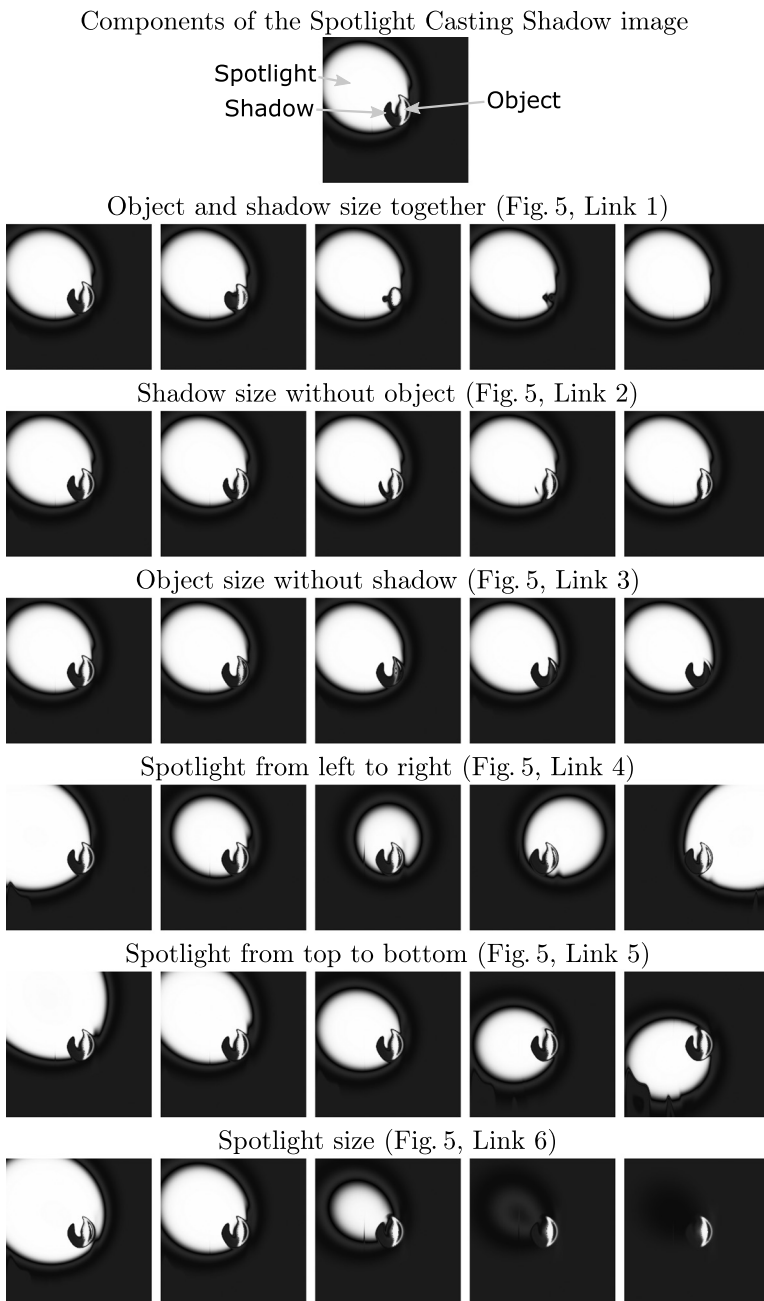 Components of the Spotlight Casting Shadow image
Spotlight
Shadow
Object
Object and shadow size together (Fig. 5, Link 1)
Shadow size without object (Fig. 5, Link 2)
Object size without shadow (Fig. 5, Link 3)
Spotlight from left to right (Fig. 5, Link 4)
Spotlight from top to bottom (Fig. 5, Link 5)
Spotlight size (Fig. 5, Link 6)